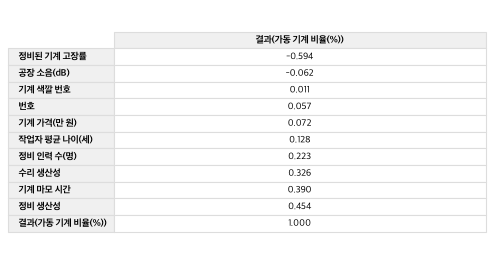 결과(가동 기계 비율(%))
정비된 기계 고장률 -0.594
공장 소음(dB) -0.062
기계 색깔 번호 0.011
번호 0.057
기계 가격(만 원) 0.072
작업자 평균 나이(세) 0.128
정비 인력 수(명) 0.223
수리 생산성 0.326
기계 마모 시간 0.390
정비 생산성 0.454
결과(가동 기계 비율(%)) 1.000